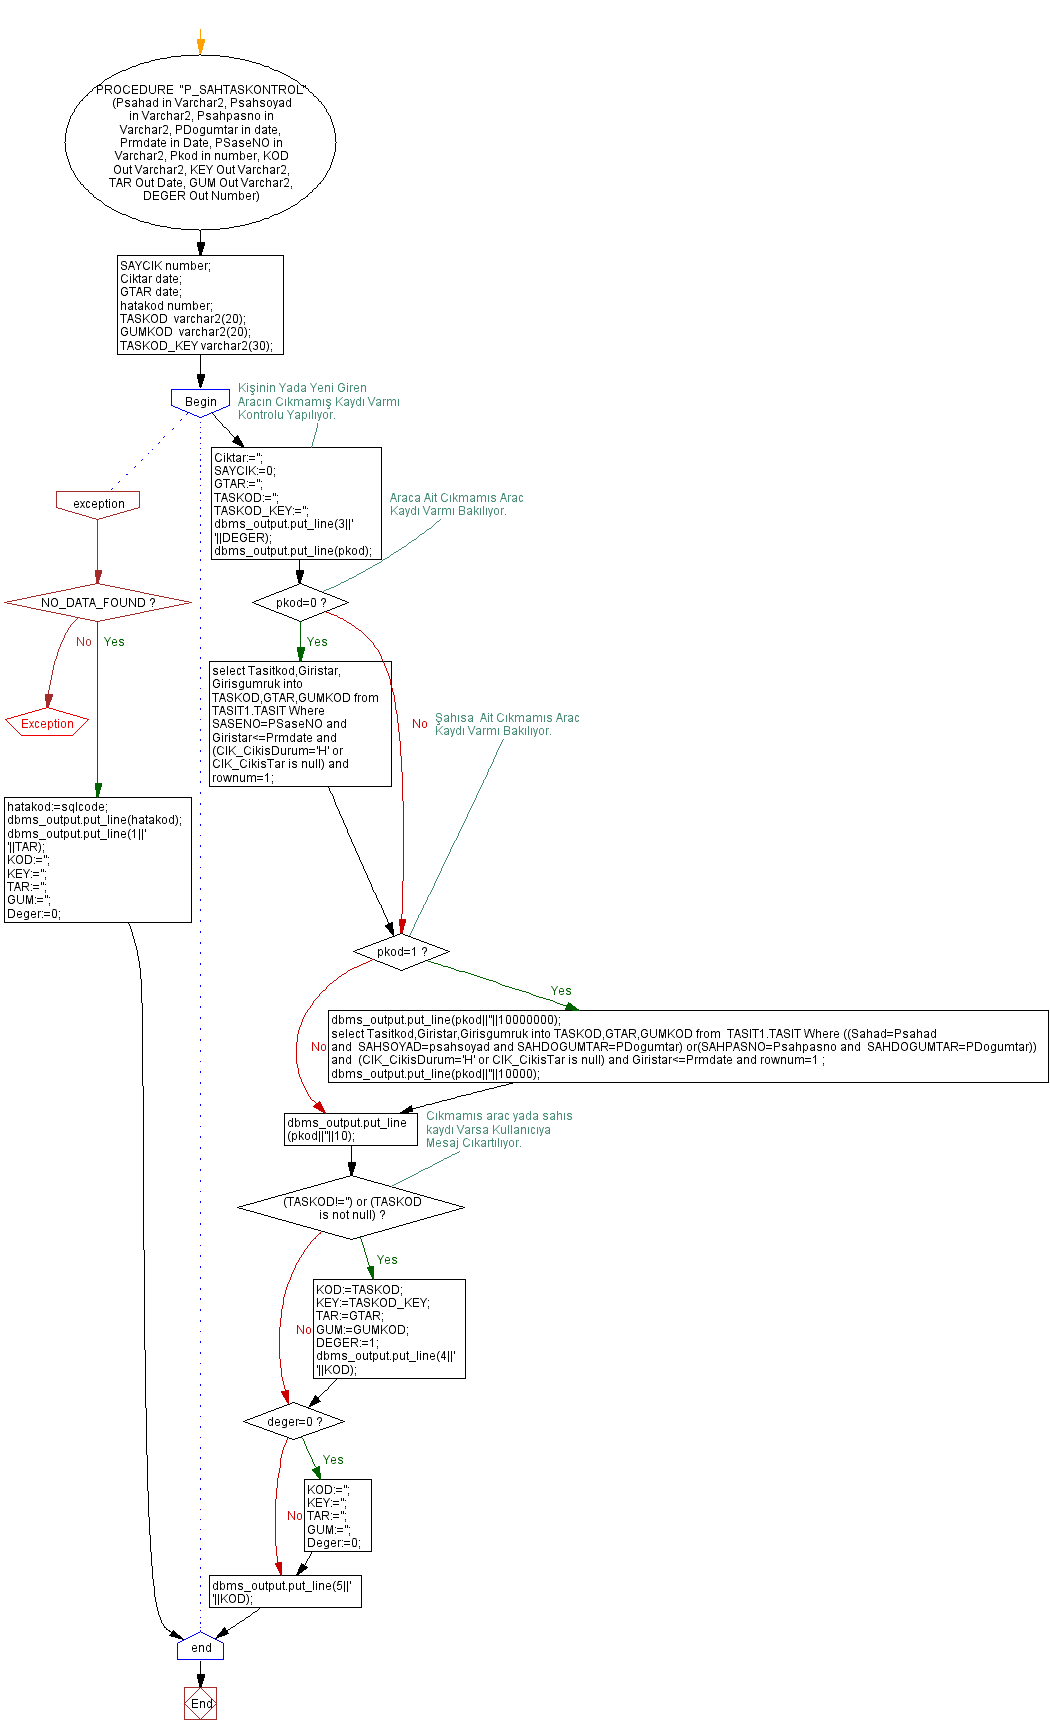 PROCEDURE "P_SAHTASKONTROL"
(Psahad in Varchar2, Psahsoyad
in Varchar2, Psahpasno in
Varchar2, PDogumtar in date,
Prmdate in Date, PSaseNO in
Varchar2, Pkod in number, KOD
Out Varchar2, KEY Out Varchar2,
TAR Out Date, GUM Out Varchar2,
DEGER Out Number)
SAYCIK number;
Ciktar date;
GTAR date;
hatakod number;
TASKOD varchar2(20);
GUMKOD varchar2(20);
TASKOD_KEY varchar2(30);
Begin
Kişinin Yada Yeni Giren
Aracın Cıkmamış Kaydı Varmı
Kontrolu Yapılıyor.
Ciktar:='';
SAYCIK:=0;
GTAR:='';
TASKOD:='';
TASKOD_KEY:='';
dbms_output.put_line(3||'
'||DEGER);
dbms_output.put_line(pkod);
exception
Araca Ait Cıkmamıs Arac
Kaydı Varmı Bakılıyor.
NO_DATA_FOUND ?
pkod=0 ?
No
Yes
Yes
Exception
select Tasitkod,Giristar,
Girisgumruk into
TASKOD,GTAR,GUMKOD from
TASIT1.TASIT Where
SASENO=PSaseNO and
Giristar<=Prmdate and
(CIK_CikisDurum='H' or
CIK_CikisTar is null) and
rownum=1;
No
Şahısa Ait Cıkmamıs Arac
Kaydı Varmı Bakılıyor.
hatakod:=sqlcode;
dbms_output.put_line(hatakod);
dbms_output.put_line(1||'
'||TAR);
KOD:='';
KEY:='';
TAR:='';
GUM:='';
Deger:=0;
pkod=1 ?
Yes
dbms_output.put_line(pkod||''||10000000);
select Tasitkod,Giristar,Girisgumruk into TASKOD,GTAR,GUMKOD from TASIT1.TASIT Where ((Sahad=Psahad
and SAHSOYAD=psahsoyad and SAHDOGUMTAR=PDogumtar) or(SAHPASNO=Psahpasno and SAHDOGUMTAR=PDogumtar))
and (CIK_CikisDurum='H' or CIK_CikisTar is null) and Giristar<=Prmdate and rownum=1 ;
dbms_output.put_line(pkod||''||10000);
No
dbms_output.put_line
(pkod||''||10);
Cıkmamıs arac yada sahıs
kaydı Varsa Kullanıcıya
Mesaj Cıkartılıyor.
(TASKOD!='') or (TASKOD
is not null) ?
Yes
KOD:=TASKOD;
KEY:=TASKOD_KEY;
TAR:=GTAR;
GUM:=GUMKOD;
DEGER:=1;
dbms_output.put_line(4||'
'||KOD);
No
deger=0 ?
Yes
KOD:='';
KEY:='';
TAR:='';
GUM:='';
Deger:=0;
No
dbms_output.put_line(5||'
'||KOD);
end
End